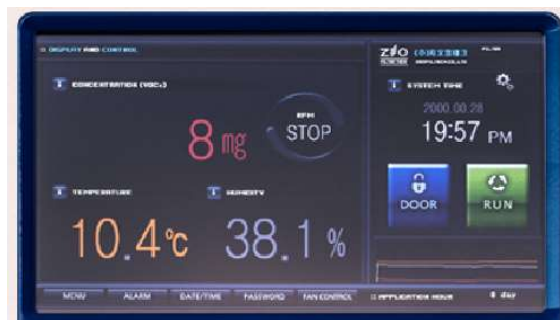 DISPLAY AND CONTROL
CONCENTRATION (VOCs)
8 mg
RPM
STOP
TEMPERATURE
10.4℃
HUMIDITY
38.1 %
MENU
ALARM
DATE/TIME
PASSWORD
FAN CONTROL
SYSTEM TIME
19:57 PM
DOOR
RUN
APPLICATION HOUR
day